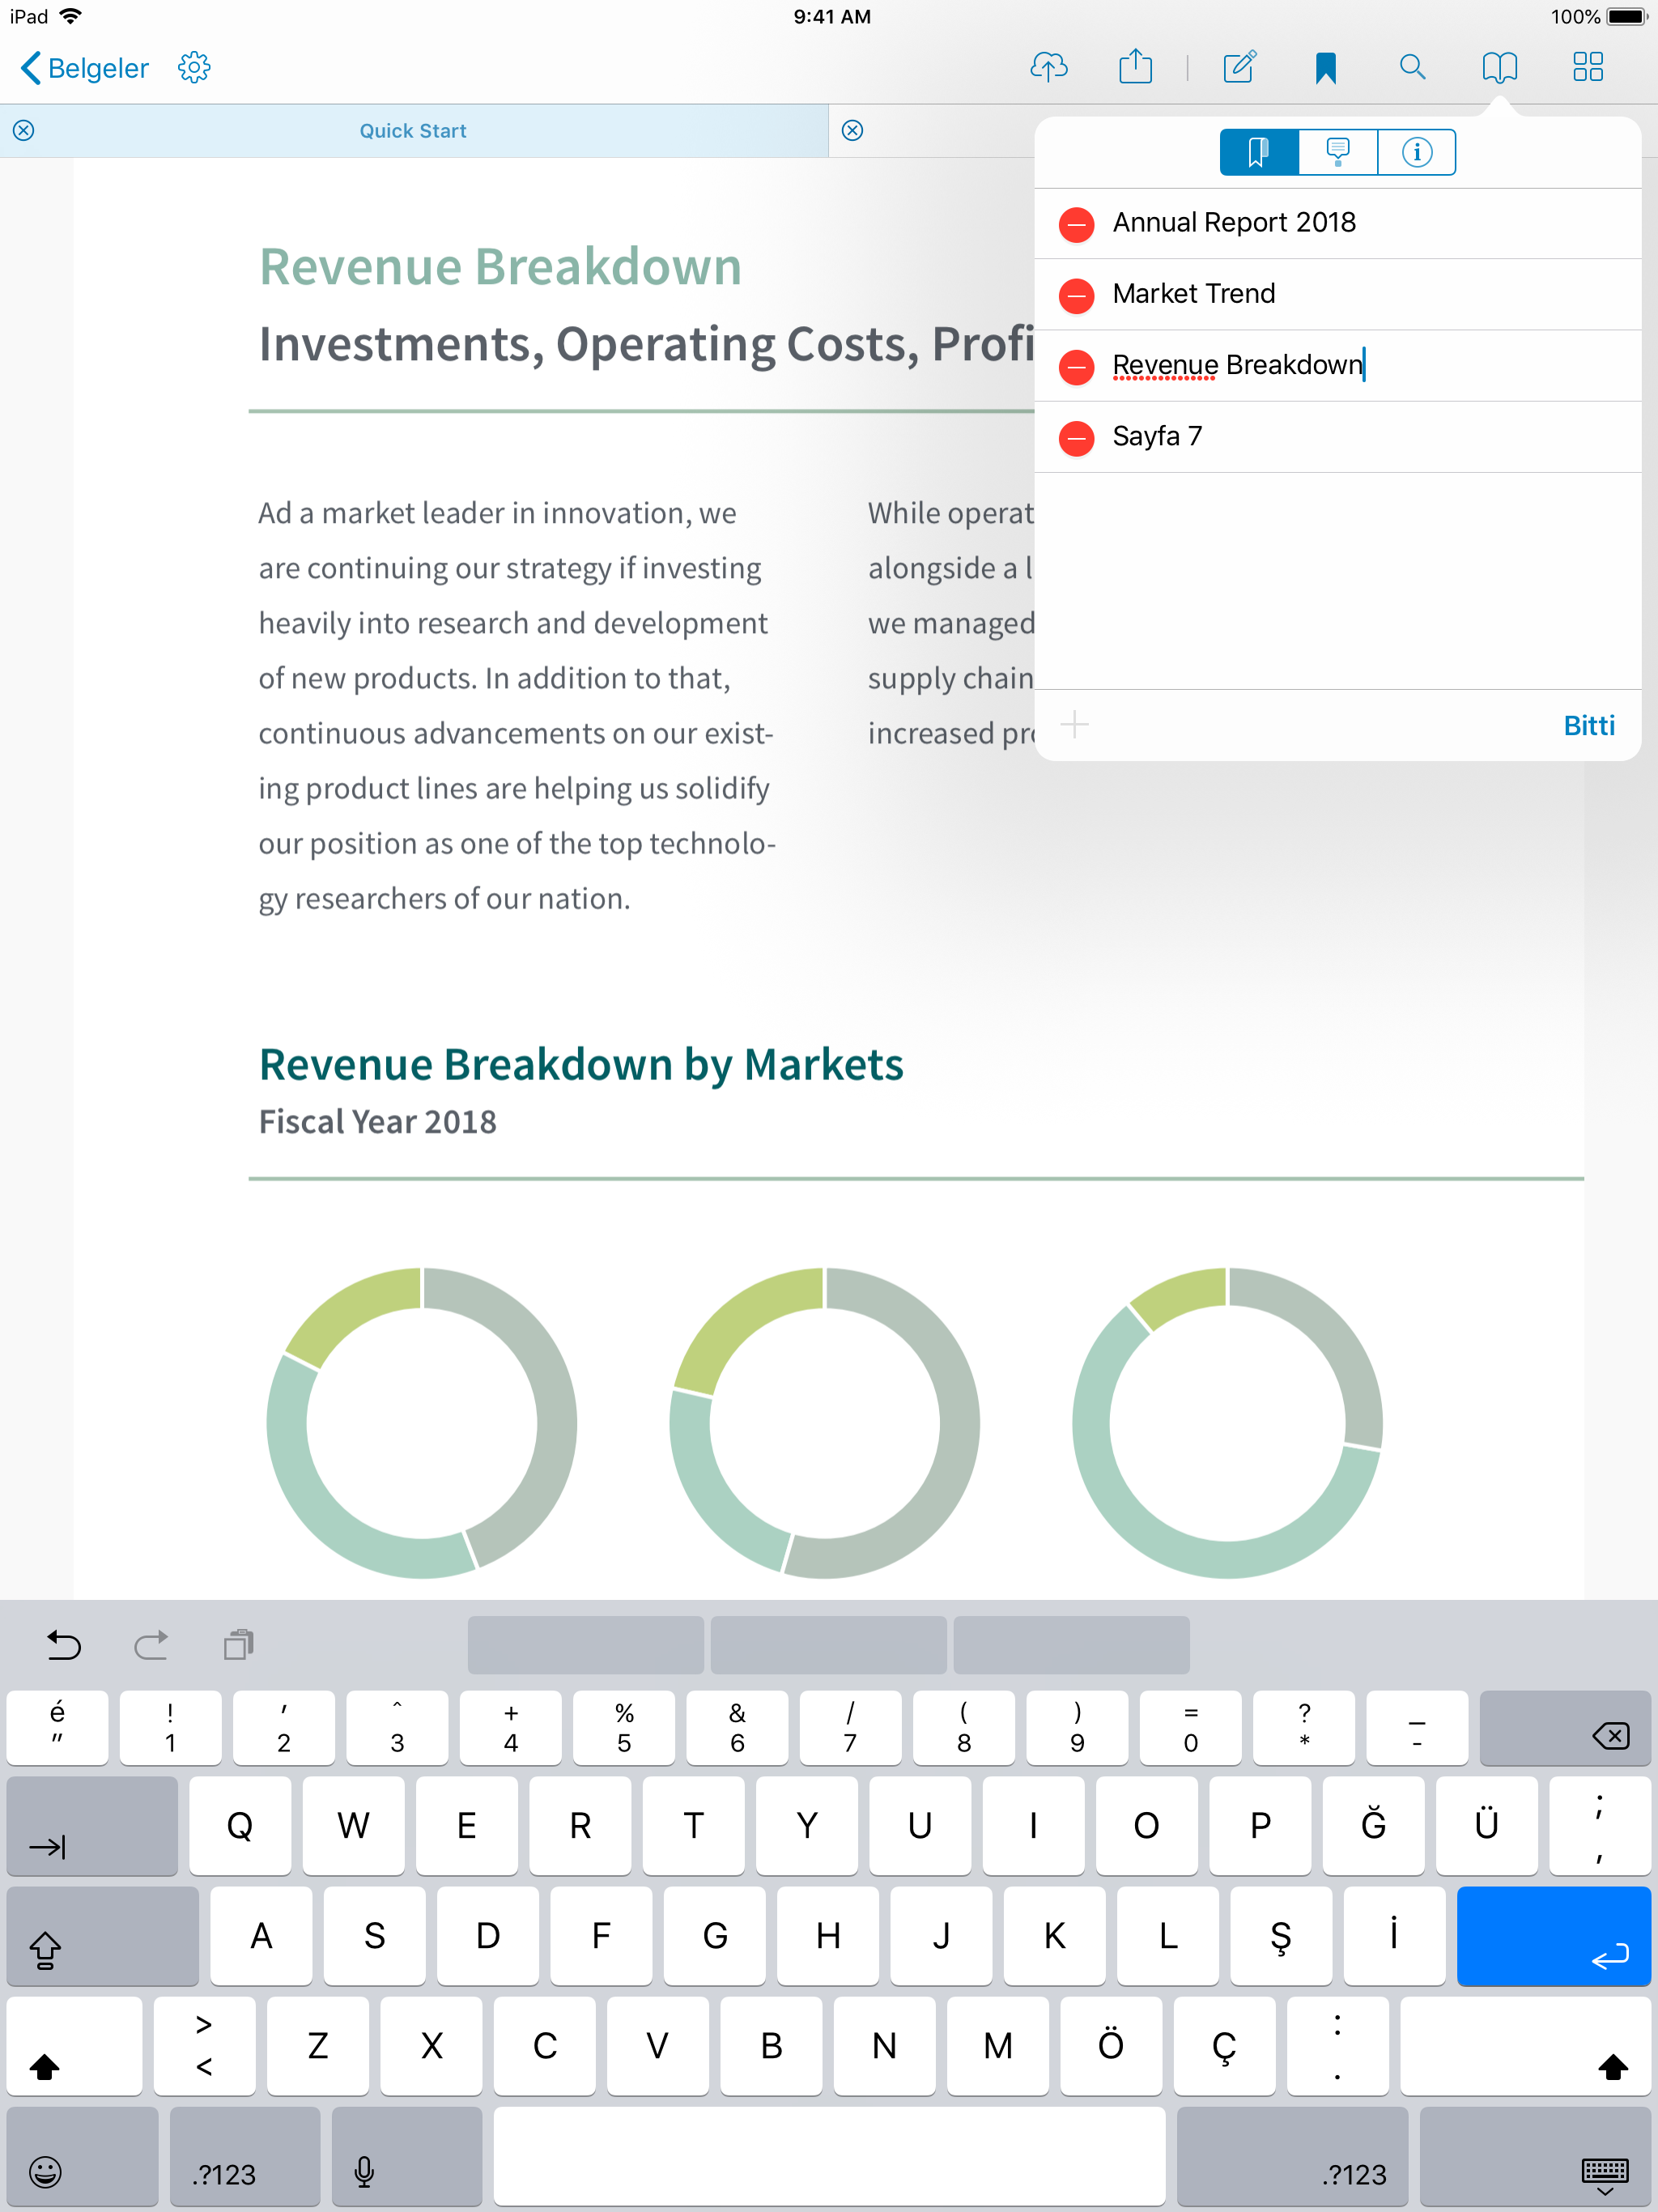 iPad
9:41 AM
100%
Belgeler
Quick Start
Annual Report 2018
Market Trend
Revenue Breakdown
Sayfa 7
Bitti
Revenue Breakdown
Investments, Operating Costs, Profi
Ad a market leader in innovation, we
are continuing our strategy if investing
heavily into research and development
of new products. In addition to that,
continuous advancements on our exist-
ing product lines are helping us solidify
our position as one of the top technolo-
gy researchers of our nation.
While operat
alongside a l
we managed
supply chain
increased pro
Revenue Breakdown by Markets
Fiscal Year 2018
é ! ' ^ + % & / ( ) = ? _
" 1 2 3 4 5 6 7 8 9 0 * -
Q W E R T Y U I O P Ğ Ü ; ,
A S D F G H J K L Ş İ
> < Z X C V B N M Ö Ç : .
.?123 .?123